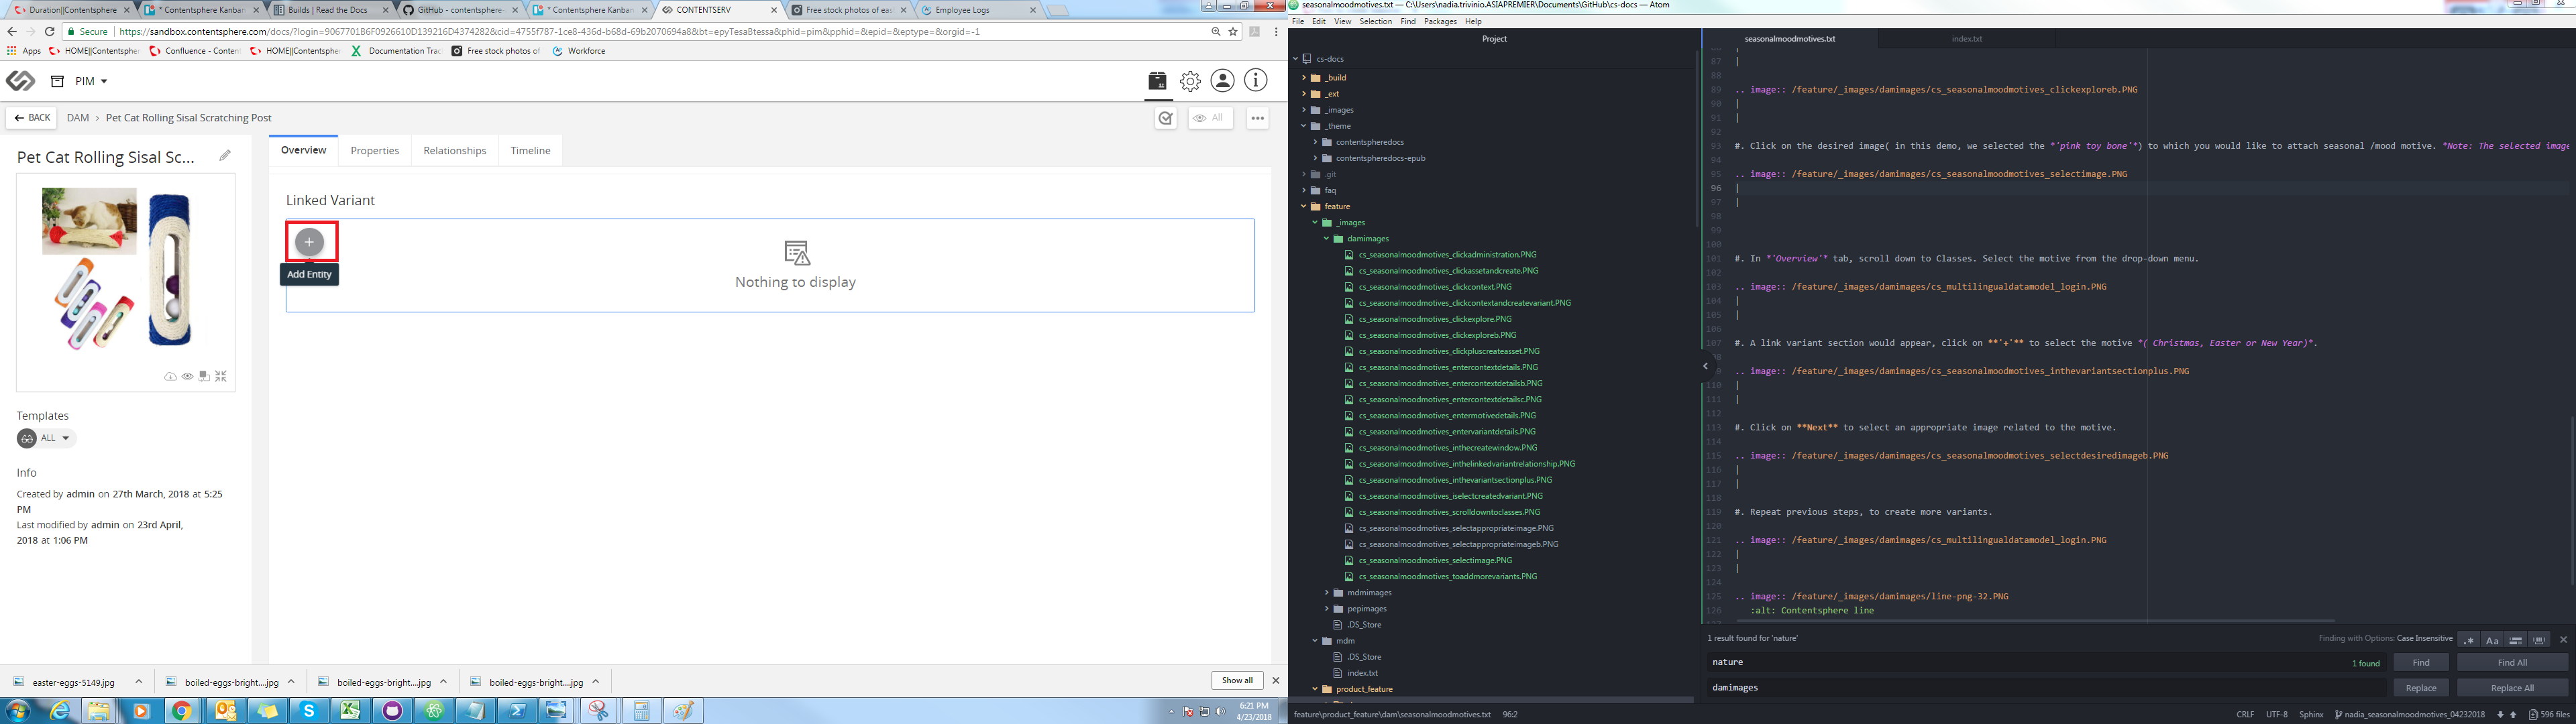 Duration||Contentsphere
* Contentsphere Kanban
Builds | Read the Docs
GitHub - contentsphere-
* Contentsphere Kanban
CONTENTSERV
Free stock photos of eas
Employee Logs
Secure
https://sandbox.contentsphere.com/docs/?login=9067701B6F0926610D139216D4374282&cid=4755f787-1ce8-436d-b68d-69b2070694a8&bt=epyTesaBtessa&phid=pim&pphid=&epid=&eptype=&orgid=-1
Apps
HOME||Contentsphere
Confluence - Content
HOME||Contentsphere
Documentation Trac
Free stock photos of
Workforce
PIM
BACK
DAM > Pet Cat Rolling Sisal Scratching Post
All
Pet Cat Rolling Sisal Sc...
Overview
Properties
Relationships
Timeline
Linked Variant
+
Add Entity
Nothing to display
Templates
ALL
Info
Created by admin on 27th March, 2018 at 5:25
PM
Last modified by admin on 23rd April,
2018 at 1:06 PM
easter-eggs-5149.jpg
boiled-eggs-bright....jpg
boiled-eggs-bright....jpg
boiled-eggs-bright....jpg
Show all
6:21 PM
4/23/2018
seasonalmoodmotives.txt — C:\Users\nadia.trivinio.ASIAPREMIER\Documents\GitHub\cs-docs — Atom
File Edit View Selection Find Packages Help
Project
cs-docs
_build
_ext
_images
_theme
contentspheredocs
contentspheredocs-epub
.git
faq
feature
_images
damimages
cs_seasonalmoodmotives_clickadministration.PNG
cs_seasonalmoodmotives_clickassetandcreate.PNG
cs_seasonalmoodmotives_clickcontext.PNG
cs_seasonalmoodmotives_clickcontextandcreatevariant.PNG
cs_seasonalmoodmotives_clickexplore.PNG
cs_seasonalmoodmotives_clickexploreb.PNG
cs_seasonalmoodmotives_clickpluscreateasset.PNG
cs_seasonalmoodmotives_entercontextdetails.PNG
cs_seasonalmoodmotives_entercontextdetailsb.PNG
cs_seasonalmoodmotives_entercontextdetailsc.PNG
cs_seasonalmoodmotives_entermotivedetails.PNG
cs_seasonalmoodmotives_entervariantdetails.PNG
cs_seasonalmoodmotives_inthecreatewindow.PNG
cs_seasonalmoodmotives_inthelinkedvariantrelationship.PNG
cs_seasonalmoodmotives_inthevariantsectionplus.PNG
cs_seasonalmoodmotives_iselectcreatedvariant.PNG
cs_seasonalmoodmotives_scrolldowntoclasses.PNG
cs_seasonalmoodmotives_selectappropriateimage.PNG
cs_seasonalmoodmotives_selectappropriateimageb.PNG
cs_seasonalmoodmotives_selectimage.PNG
cs_seasonalmoodmotives_toaddmorevariants.PNG
mdmimages
pepimages
.DS_Store
mdm
.DS_Store
index.txt
product_feature
seasonalmoodmotives.txt
index.txt
87 |
88
89 .. image:: /feature/_images/damimages/cs_seasonalmoodmotives_clickexploreb.PNG
90 |
91 |
92
93 #. Click on the desired image( in this demo, we selected the *'pink toy bone'*) to which you would like to attach seasonal /mood motive. *Note: The selected image
94
95 .. image:: /feature/_images/damimages/cs_seasonalmoodmotives_selectimage.PNG
96 |
97 |
98
99
100
101 #. In *'Overview'* tab, scroll down to Classes. Select the motive from the drop-down menu.
102
103 .. image:: /feature/_images/damimages/cs_multilingualdatamodel_login.PNG
104 |
105 |
106
107 #. A link variant section would appear, click on **'+'** to select the motive *( Christmas, Easter or New Year)*.
108
109 .. image:: /feature/_images/damimages/cs_seasonalmoodmotives_inthevariantsectionplus.PNG
110 |
111 |
112
113 #. Click on **Next** to select an appropriate image related to the motive.
114
115 .. image:: /feature/_images/damimages/cs_seasonalmoodmotives_selectdesiredimageb.PNG
116 |
117 |
118
119 #. Repeat previous steps, to create more variants.
120
121 .. image:: /feature/_images/damimages/cs_multilingualdatamodel_login.PNG
122 |
123 |
124
125 .. image:: /feature/_images/damimages/line-png-32.PNG
126 :alt: Contentsphere line
1 result found for 'nature'
Finding with Options: Case Insensitive
.* Aa
nature
1 found
Find
Find All
damimages
Replace
Replace All
feature\product_feature\dam\seasonalmoodmotives.txt 96:2
CRLF UTF-8 Sphinx nadia_seasonalmoodmotives_04232018 596 files